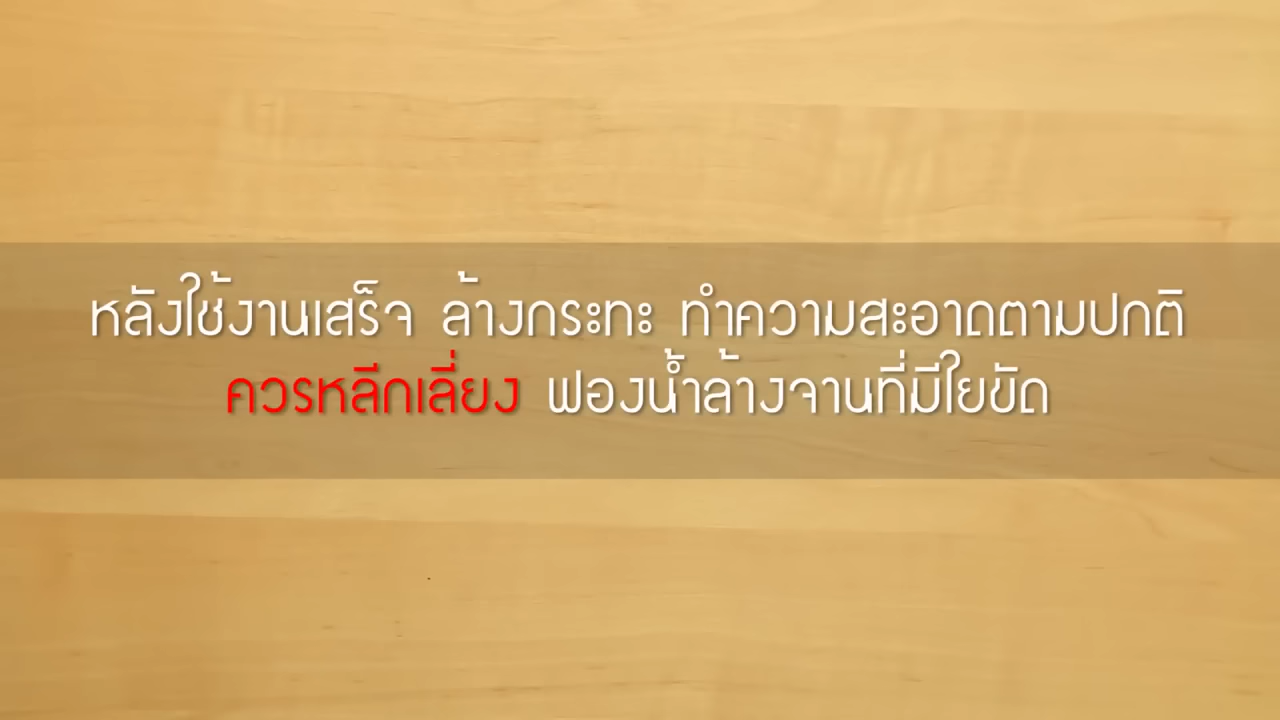 หลังใช้งานเสร็จ ล้างกระทะ ทำความสะอาดตามปกติ
ควรหลีกเลี่ยง ฟองน้ำล้างจานที่มีใยขัด